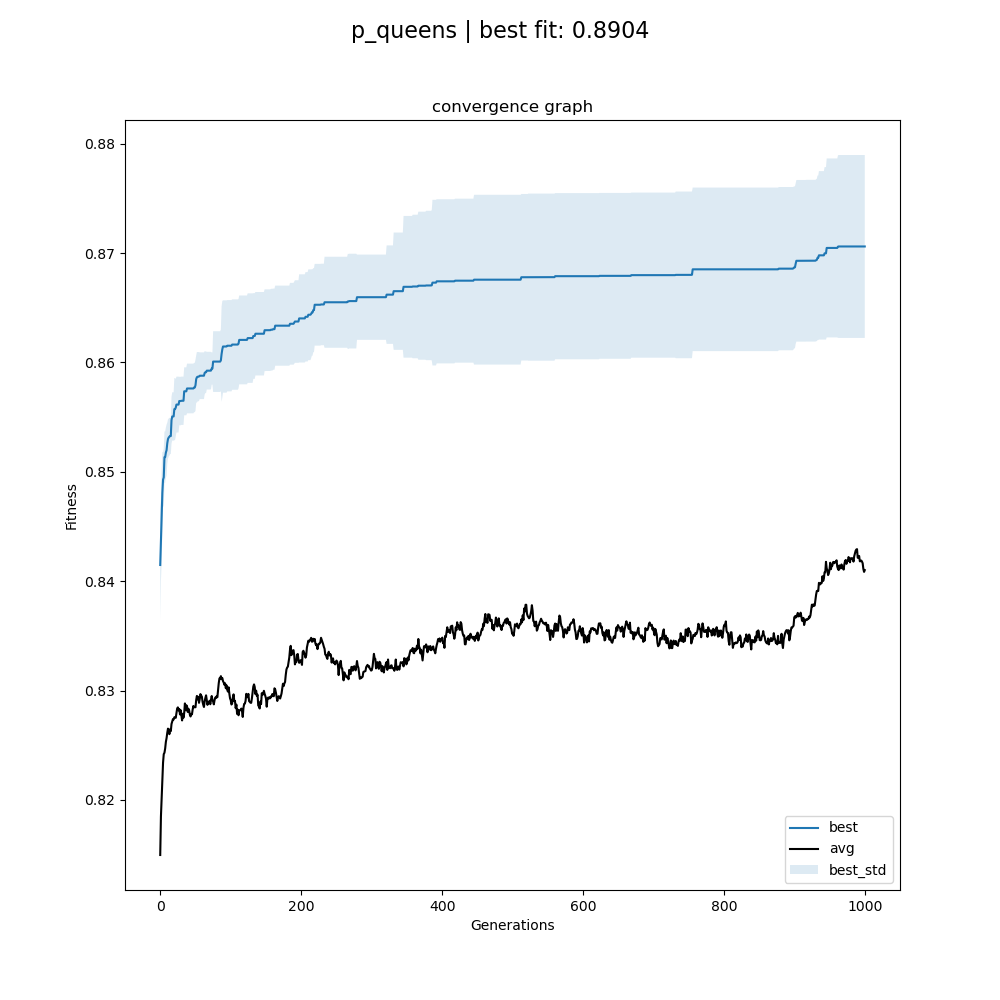 p_queens | best fit: 0.8904
convergence graph
0.88
0.87
0.86
0.85
0.84
0.83
0.82
Fitness
0 200 400 600 800 1000
Generations
best
avg
best_std